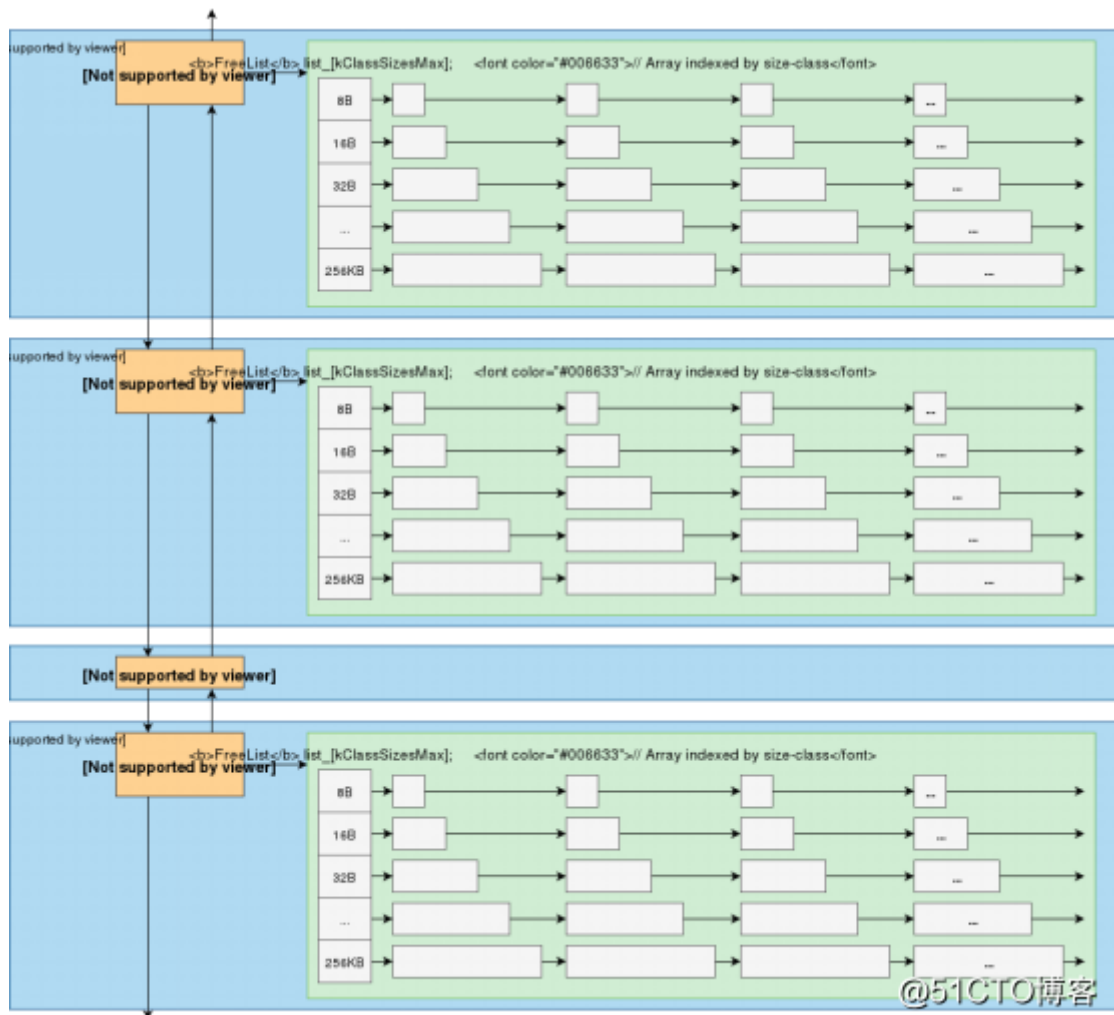 supported by viewer]
[Not supported by viewer]
<b>FreeList</b> list_[kClassSizesMax]; <font color="#006633">// Array indexed by size-class</font>
8B
...
16B
...
32B
...
...
...
256KB
...
supported by viewer]
[Not supported by viewer]
<b>FreeList</b> list_[kClassSizesMax]; <font color="#006633">// Array indexed by size-class</font>
8B
...
16B
...
32B
...
...
...
256KB
...
[Not supported by viewer]
supported by viewer]
[Not supported by viewer]
<b>FreeList</b> list_[kClassSizesMax]; <font color="#006633">// Array indexed by size-class</font>
8B
...
16B
...
32B
...
...
...
256KB
...
@51CTO博客